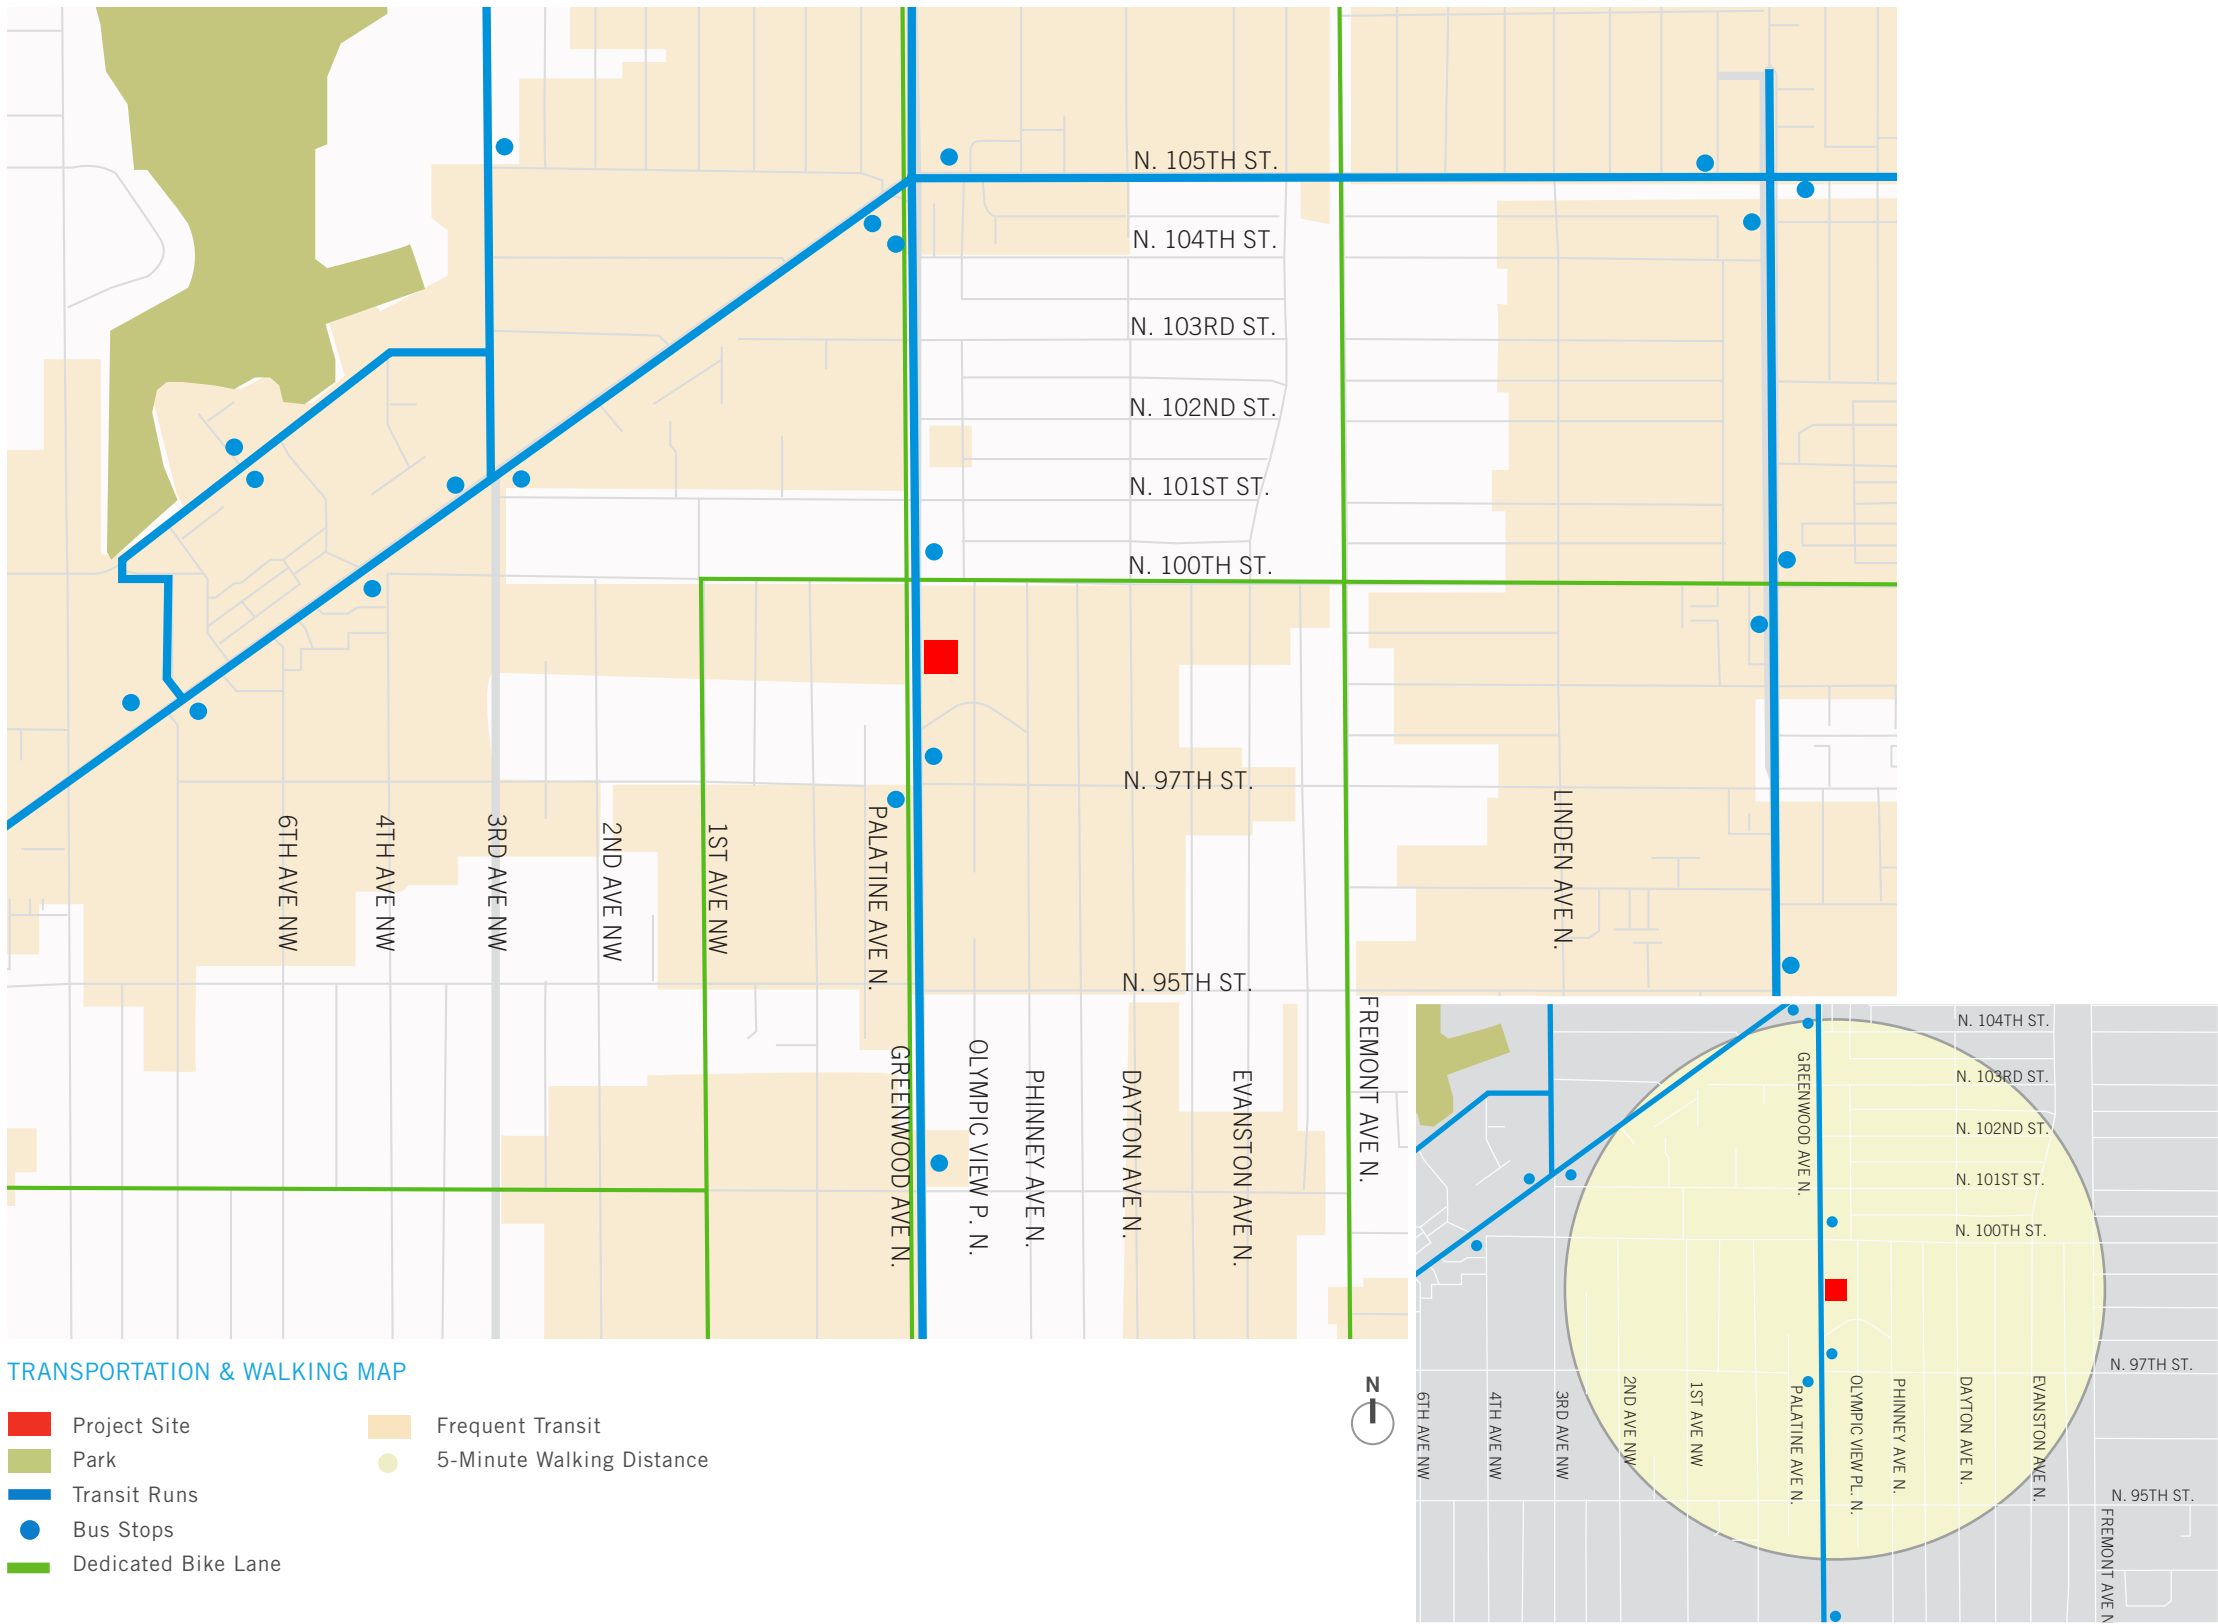 N. 105TH ST.
N. 104TH ST.
N. 103RD ST.
N. 102ND ST.
N. 101ST ST.
N. 100TH ST.
N. 97TH ST.
N. 95TH ST.
6TH AVE NW
4TH AVE NW
3RD AVE NW
2ND AVE NW
1ST AVE NW
PALATINE AVE N.
GREENWOOD AVE N.
OLYMPIC VIEW P. N.
PHINNEY AVE N.
DAYTON AVE N.
EVANSTON AVE N.
FREMONT AVE N.
LINDEN AVE N.
N. 104TH ST.
N. 103RD ST.
N. 102ND ST.
N. 101ST ST.
N. 100TH ST.
N. 97TH ST.
N. 95TH ST.
GREENWOOD AVE N.
6TH AVE NW
4TH AVE NW
3RD AVE NW
2ND AVE NW
1ST AVE NW
PALATINE AVE N.
OLYMPIC VIEW PL. N.
PHINNEY AVE N.
DAYTON AVE N.
EVANSTON AVE N.
FREMONT AVE N
TRANSPORTATION & WALKING MAP
Project Site
Park
Transit Runs
Bus Stops
Dedicated Bike Lane
Frequent Transit
5-Minute Walking Distance
N